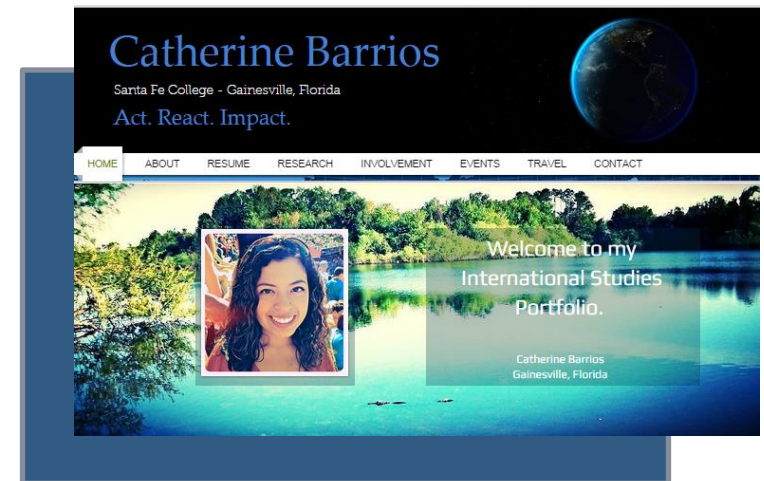 Catherine Barrios
Santa Fe College - Gainesville, Florida
Act. React. Impact.
HOME ABOUT RESUME RESEARCH INVOLVEMENT EVENTS TRAVEL CONTACT
Welcome to my
International Studies
Portfolio.
Catherine Barrios
Gainesville, Florida